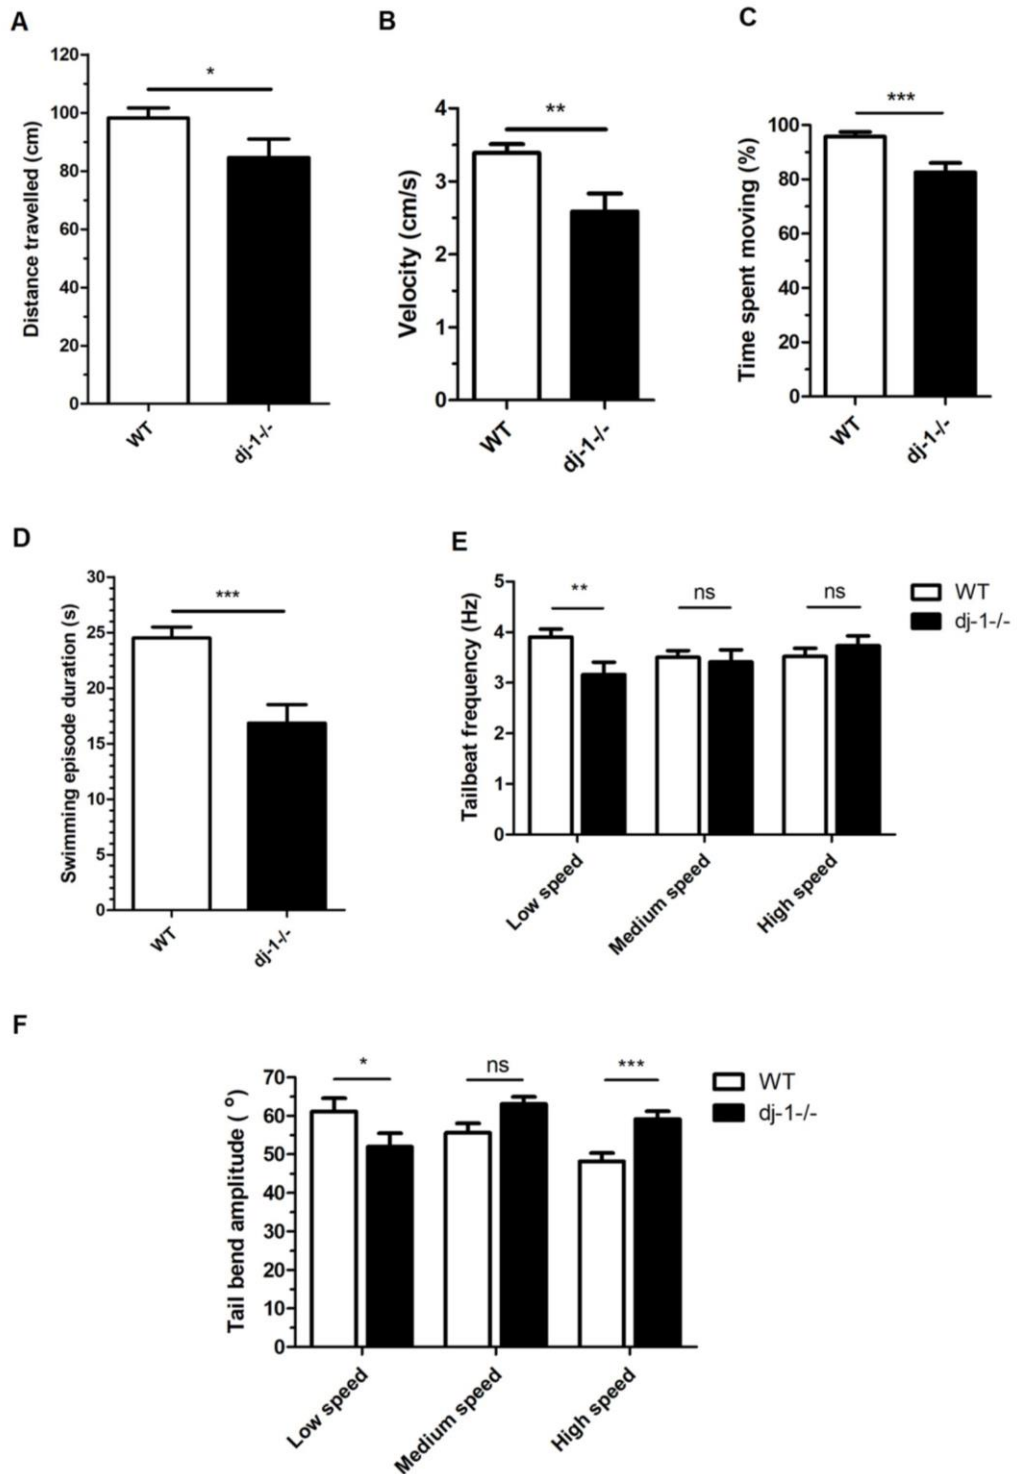 A
Distance travelled (cm)
120
100
80
60
40
20
0
*
WT
dj-1-/-
B
Velocity (cm/s)
4
3
2
1
0
**
WT
dj-1-/-
C
Time spent moving (%)
100
80
60
40
20
0
***
WT
dj-1-/-
D
Swimming episode duration (s)
30
25
20
15
10
5
0
***
WT
dj-1-/-
E
Tailbeat frequency (Hz)
5
4
3
2
1
0
**
ns
ns
WT
dj-1-/-
Low speed
Medium speed
High speed
F
Tail bend amplitude ( °)
70
60
50
40
30
20
10
0
*
ns
***
WT
dj-1-/-
Low speed
Medium speed
High speed